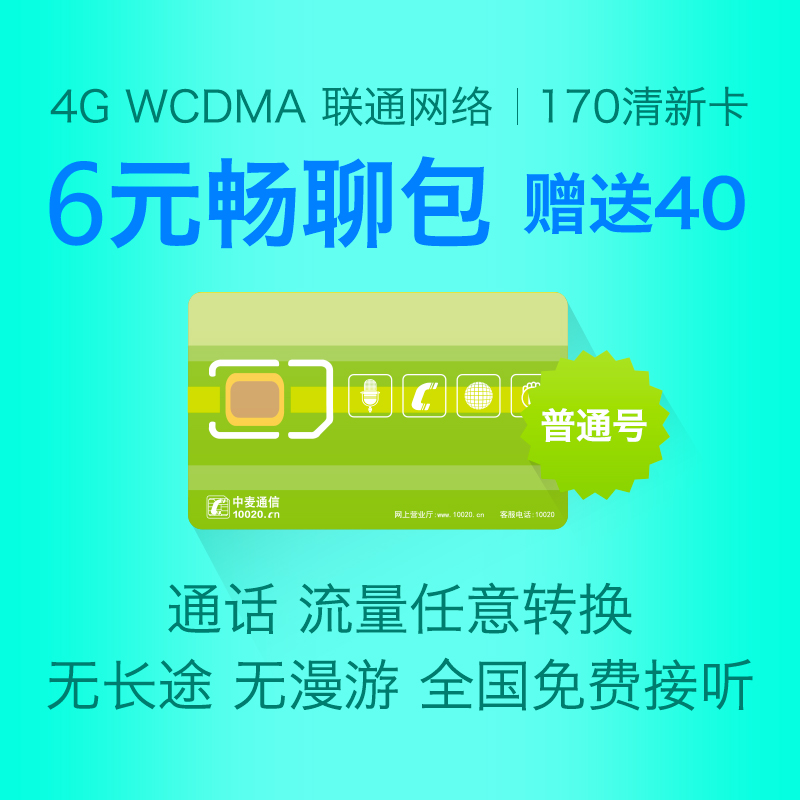 4G WCDMA 联通网络 | 170清新卡
6元畅聊包 赠送40
普通号
中麦通信
10020.cn
网上营业厅:www.10020.cn 客服电话:10020
通话 流量任意转换
无长途 无漫游 全国免费接听